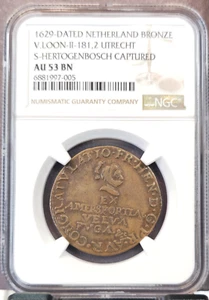 1629-DATED NETHERLAND BRONZE
V.LOON-II-181,2 UTRECHT
S-HERTOGENBOSCH CAPTURED
AU 53 BN
6881997-005
NUMISMATIC GUARANTY COMPANY
NGC
EX